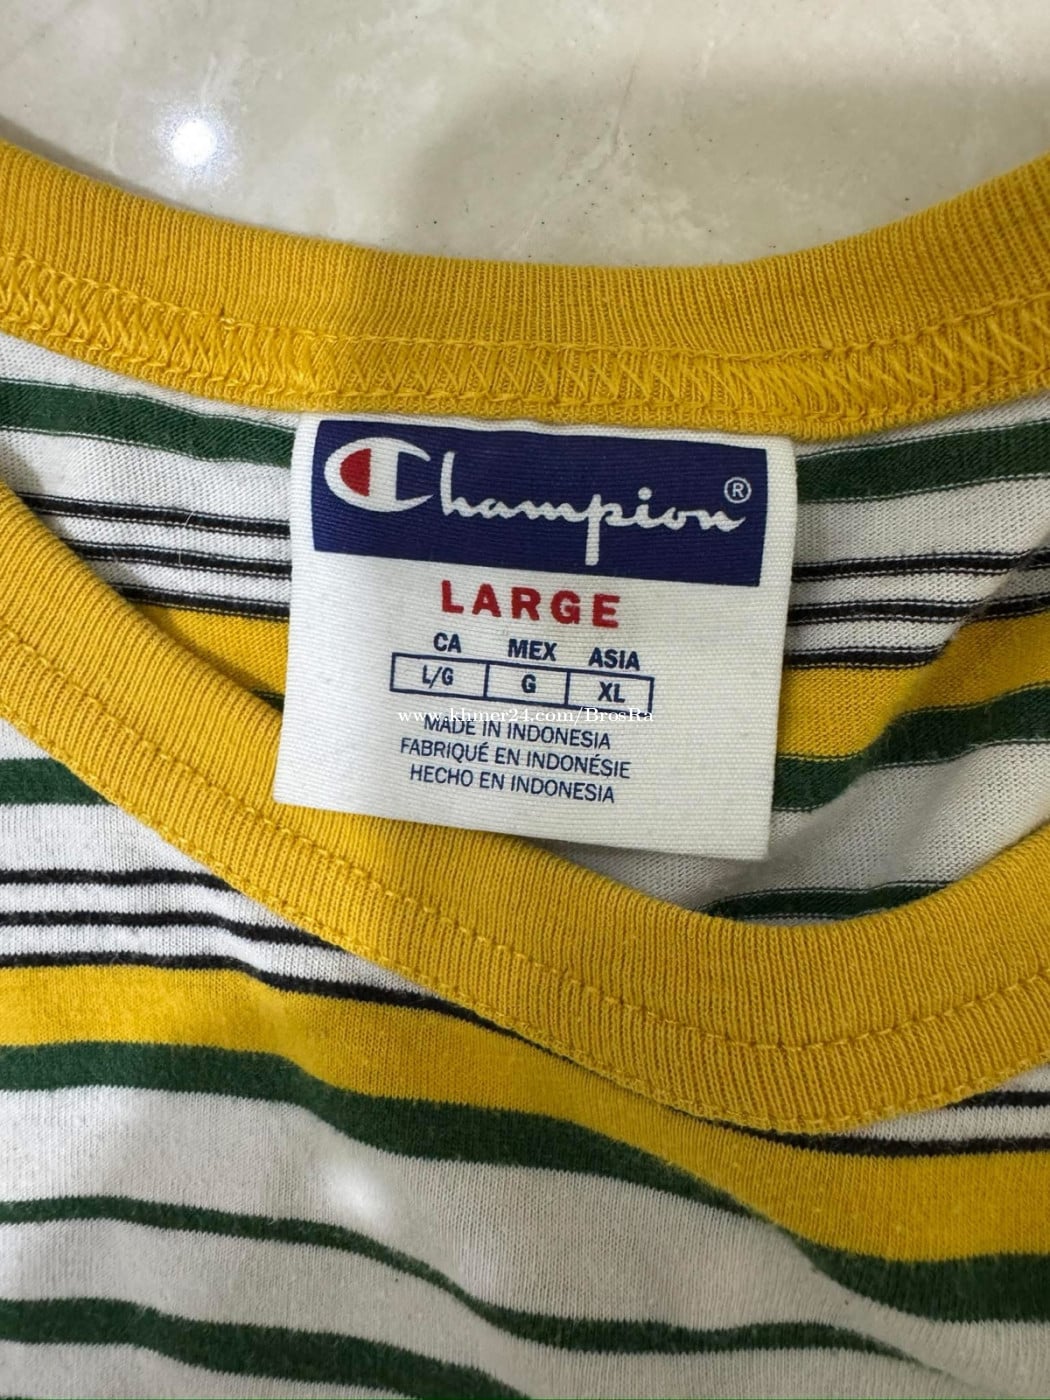 Champion®
LARGE
CA MEX ASIA
L/G G XL
www.khmer24.com/BrosRa
MADE IN INDONESIA
FABRIQUÉ EN INDONÉSIE
HECHO EN INDONESIA